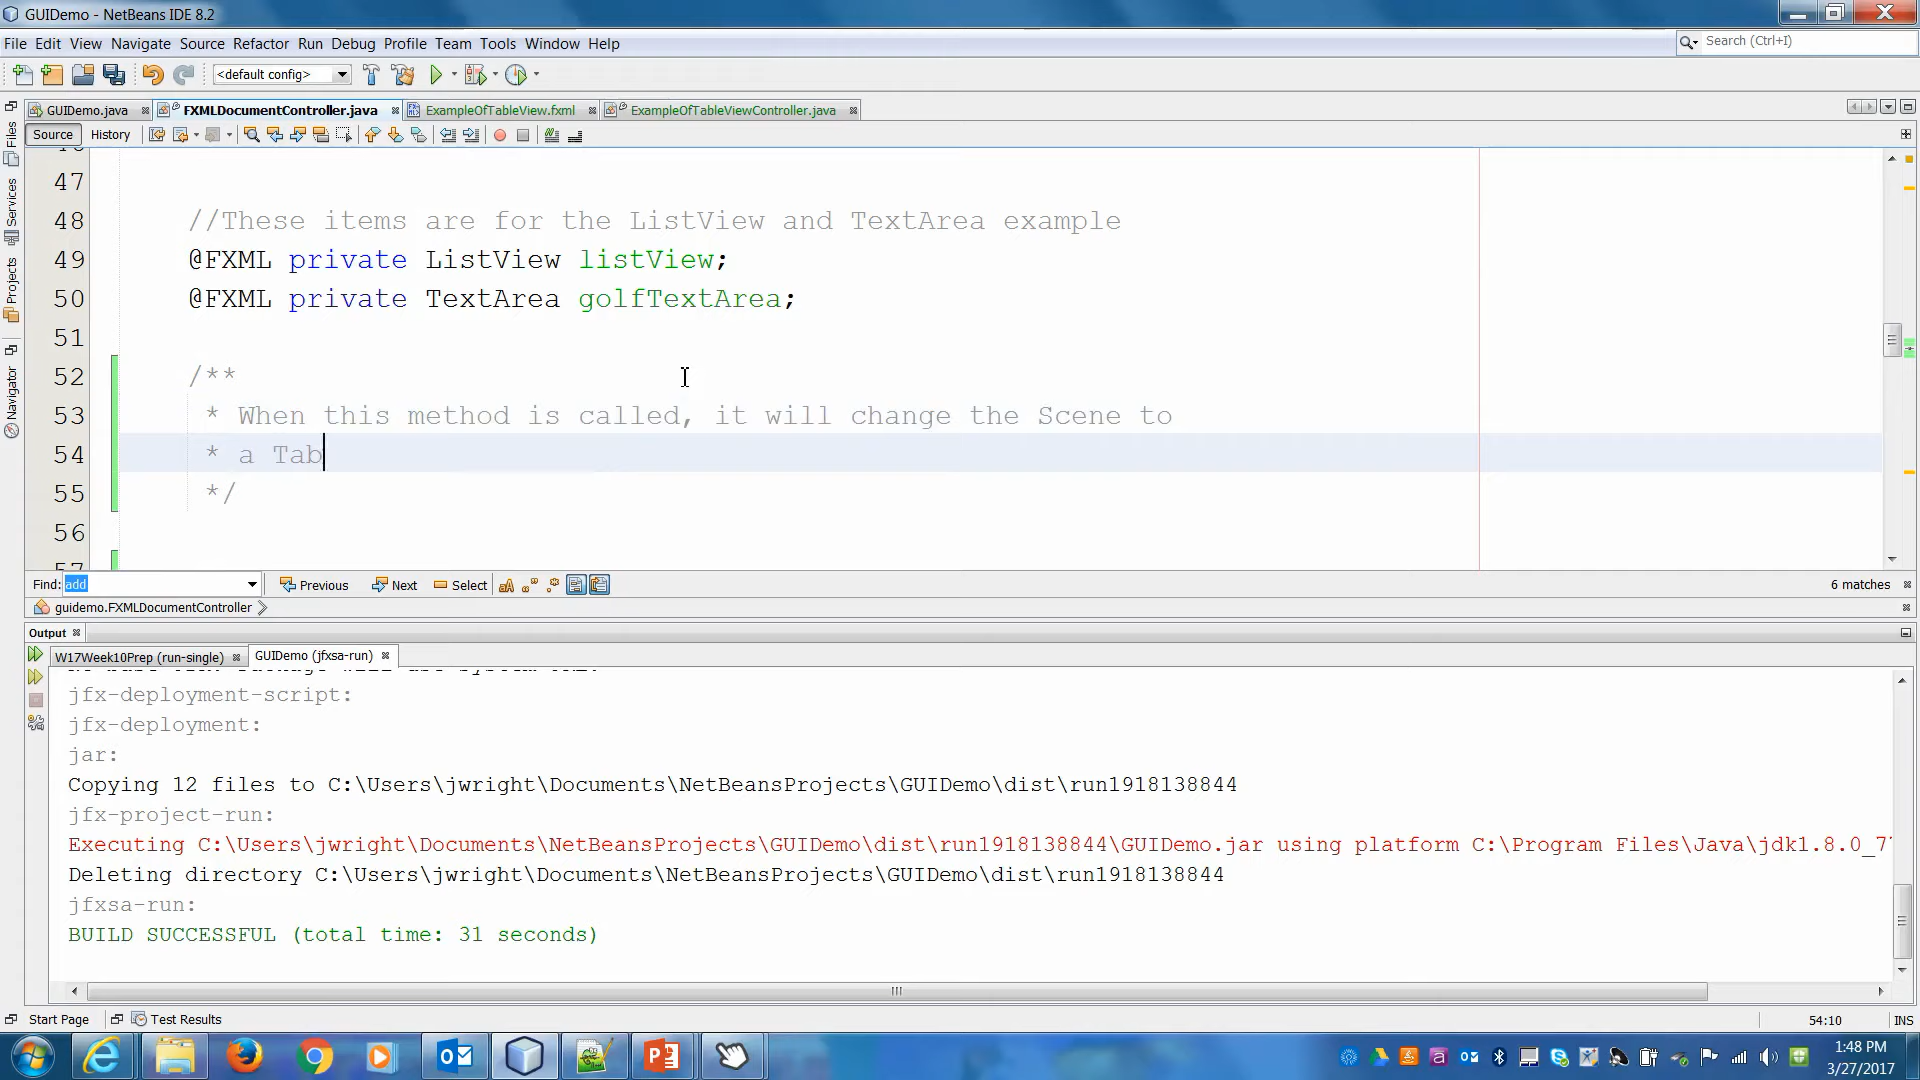 GUIDemo - NetBeans IDE 8.2
File Edit View Navigate Source Refactor Run Debug Profile Team Tools Window Help
Search (Ctrl+I)
<default config>
GUIDemo.java FXMLDocumentController.java ExampleOfTableView.fxml ExampleOfTableViewController.java
Source History
Files
Services
Projects
Navigator
47
48 //These items are for the ListView and TextArea example
49 @FXML private ListView listView;
50 @FXML private TextArea golfTextArea;
51
52 /**
53 * When this method is called, it will change the Scene to
54 * a Tab
55 */
56
57
Find: add Previous Next Select 6 matches
guidemo.FXMLDocumentController
Output
W17Week10Prep (run-single) GUIDemo (jfxsa-run)
jfx-deployment-script:
jfx-deployment:
jar:
Copying 12 files to C:\Users\jwright\Documents\NetBeansProjects\GUIDemo\dist\run1918138844
jfx-project-run:
Executing C:\Users\jwright\Documents\NetBeansProjects\GUIDemo\dist\run1918138844\GUIDemo.jar using platform C:\Program Files\Java\jdk1.8.0_77
Deleting directory C:\Users\jwright\Documents\NetBeansProjects\GUIDemo\dist\run1918138844
jfxsa-run:
BUILD SUCCESSFUL (total time: 31 seconds)
Start Page Test Results 54:10 INS
1:48 PM
3/27/2017